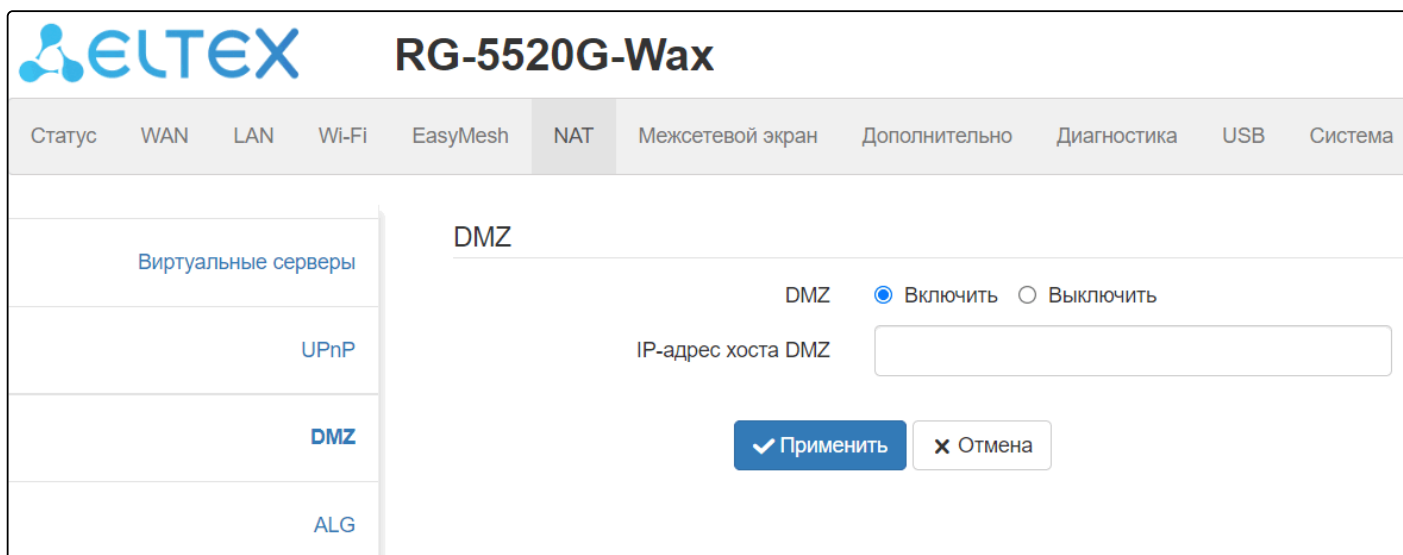 ELTEX RG-5520G-Wax
Статус WAN LAN Wi-Fi EasyMesh NAT Межсетевой экран Дополнительно Диагностика USB Система
Виртуальные серверы
UPnP
DMZ
ALG
DMZ
DMZ Включить Выключить
IP-адрес хоста DMZ
Применить Отмена